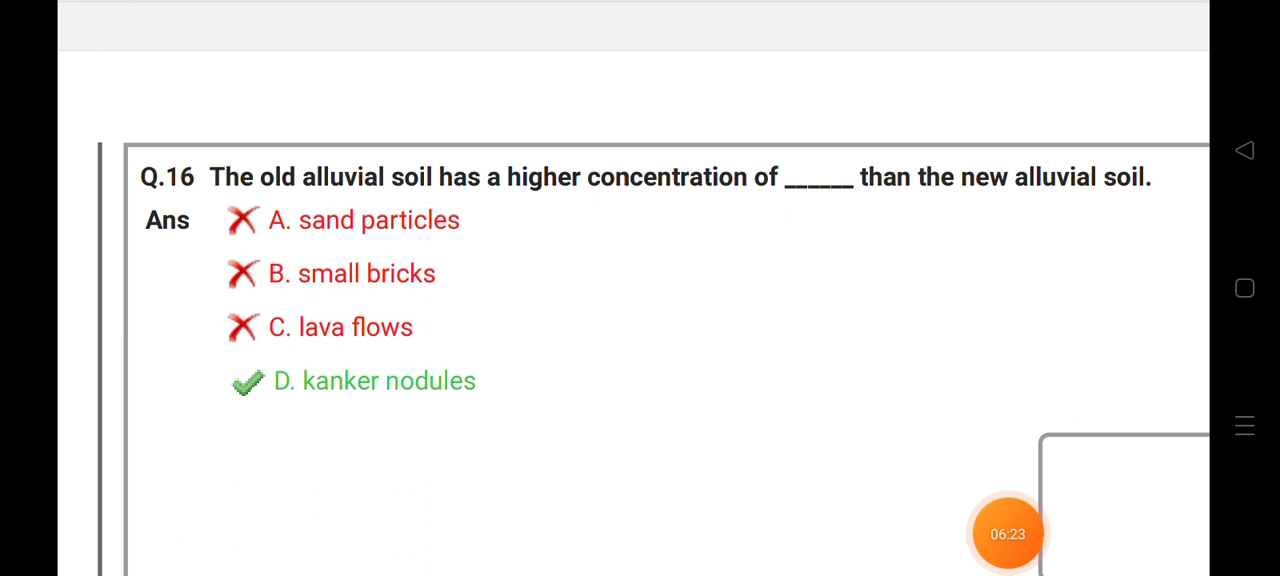 Q.16 The old alluvial soil has a higher concentration of ______ than the new alluvial soil.
Ans A. sand particles
B. small bricks
C. lava flows
D. kanker nodules
06:23